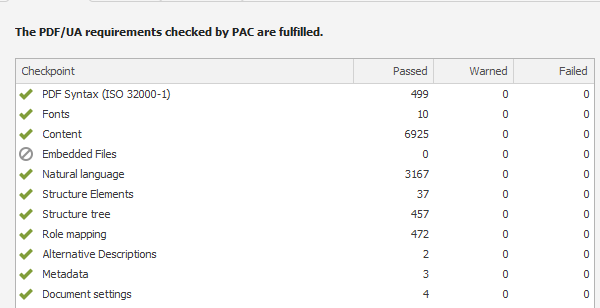 The PDF/UA requirements checked by PAC are fulfilled.
Checkpoint Passed Warned Failed
PDF Syntax (ISO 32000-1) 499 0 0
Fonts 10 0 0
Content 6925 0 0
Embedded Files 0 0 0
Natural language 3167 0 0
Structure Elements 37 0 0
Structure tree 457 0 0
Role mapping 472 0 0
Alternative Descriptions 2 0 0
Metadata 3 0 0
Document settings 4 0 0